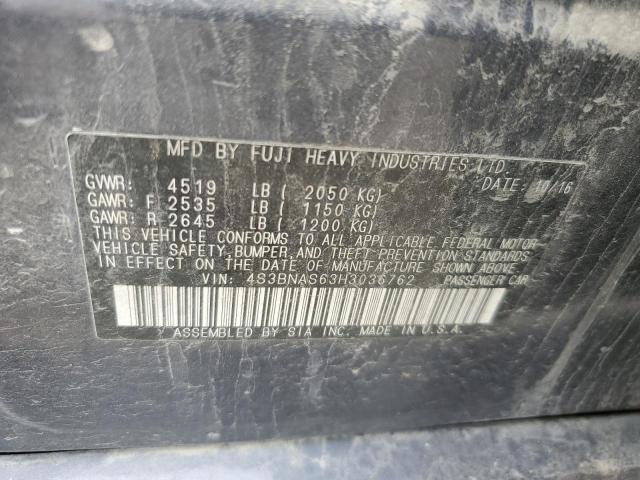 MFD BY FUJI HEAVY INDUSTRIES LTD.
DATE: 10/16
GVWR: 4519 LB ( 2050 KG)
GAWR: F 2535 LB ( 1150 KG)
GAWR: R 2645 LB ( 1200 KG)
THIS VEHICLE CONFORMS TO ALL APPLICABLE FEDERAL MOTOR
VEHICLE SAFETY, BUMPER, AND THEFT PREVENTION STANDARDS
IN EFFECT ON THE DATE OF MANUFACTURE SHOWN ABOVE.
VIN: 4S3BNAS63H3036762 PASSENGER CAR
ASSEMBLED BY SIA INC. MADE IN U.S.A.